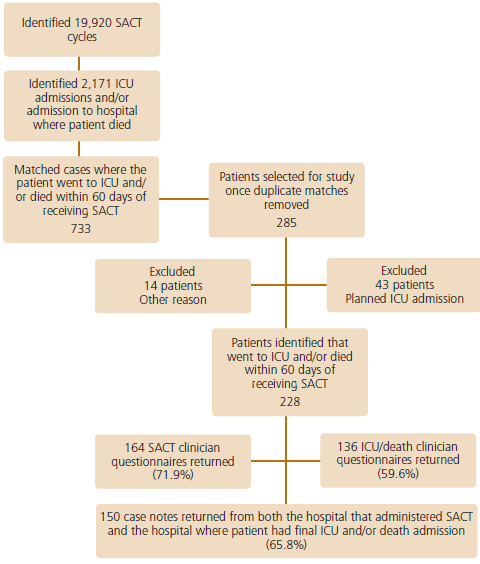 Identified 19,920 SACT
cycles
Identified 2,171 ICU
admissions and/or
admission to hospital
where patient died
Matched cases where the
patient went to ICU and/
or died within 60 days of
receiving SACT
733
Patients selected for study
once duplicate matches
removed
285
Excluded
14 patients
Other reason
Excluded
43 patients
Planned ICU admission
Patients identified that
went to ICU and/or died
within 60 days of
receiving SACT
228
164 SACT clinician
questionnaires returned
(71.9%)
136 ICU/death clinician
questionnaires returned
(59.6%)
150 case notes returned from both the hospital that administered SACT
and the hospital where patient had final ICU and/or death admission
(65.8%)